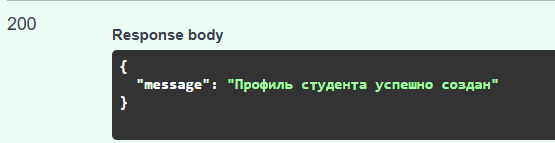 200
Response body
{
"message": "Профиль студента успешно создан"
}